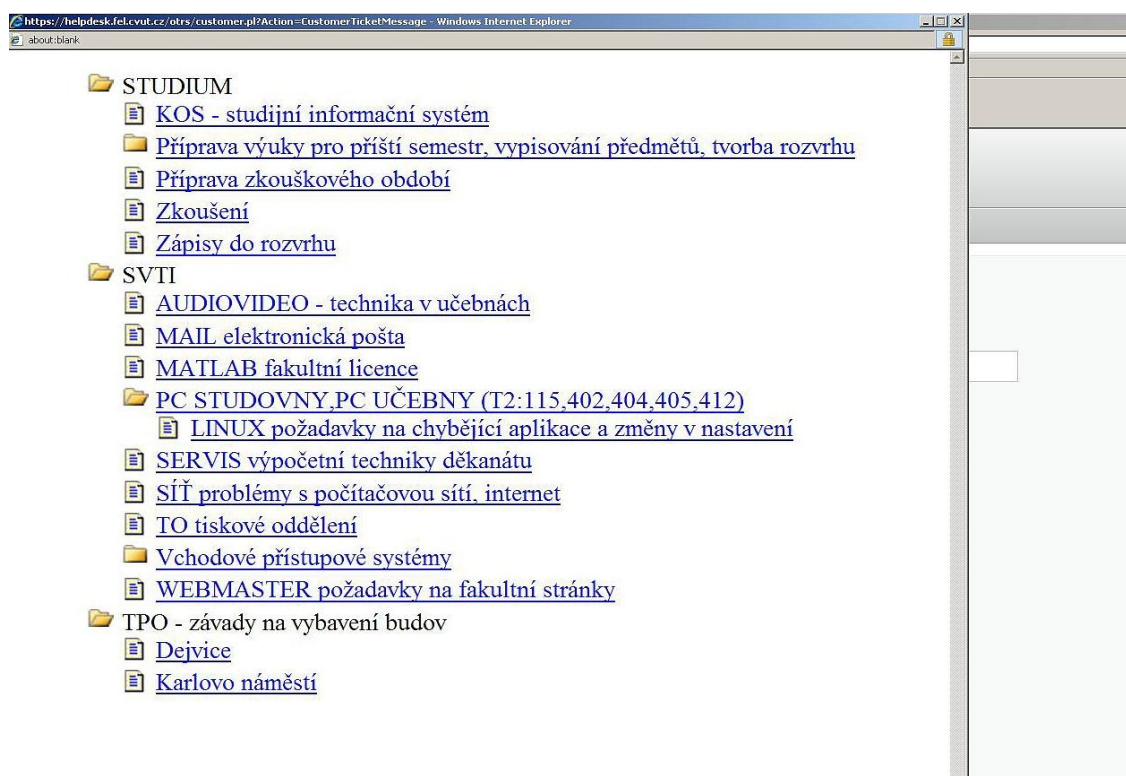 https://helpdesk.fel.cvut.cz/otrs/customer.pl?Action=CustomerTicketMessage - Windows Internet Explorer
about:blank
STUDIUM
KOS - studijní informační systém
Příprava výuky pro příští semestr, vypisování předmětů, tvorba rozvrhu
Příprava zkouškového období
Zkoušení
Zápisy do rozvrhu
SVTI
AUDIOVIDEO - technika v učebnách
MAIL elektronická pošta
MATLAB fakultní licence
PC STUDOVNY,PC UČEBNY (T2:115,402,404,405,412)
LINUX požadavky na chybějící aplikace a změny v nastavení
SERVIS výpočetní techniky děkanátu
SÍŤ problémy s počítačovou sítí, internet
TO tiskové oddělení
Vchodové přístupové systémy
WEBMASTER požadavky na fakultní stránky
TPO - závady na vybavení budov
Dejvice
Karlovo náměstí